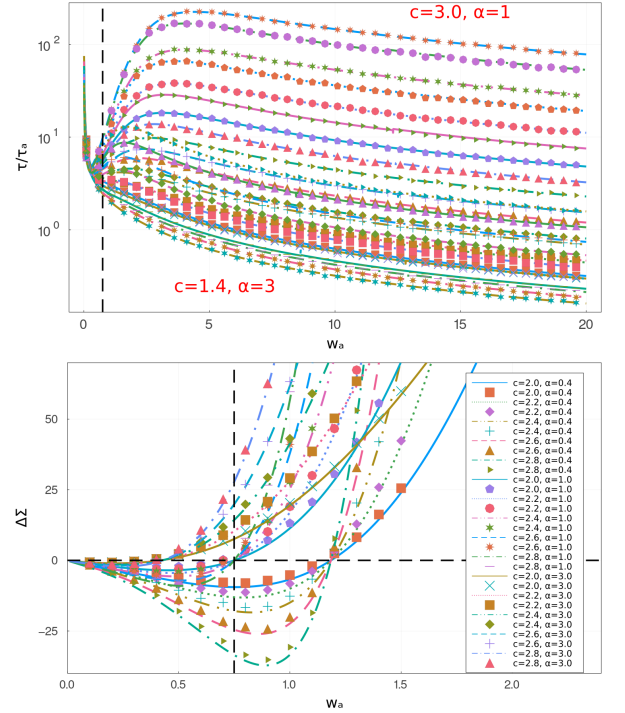 c=3.0, α=1
10²
10¹
10⁰
τ/τₐ
c=1.4, α=3
0
5
10
15
20
wₐ
50
25
0
−25
ΔΣ
c=2.0, α=0.4
c=2.2, α=0.4
c=2.2, α=0.4
c=2.4, α=0.4
c=2.4, α=0.4
c=2.6, α=0.4
c=2.6, α=0.4
c=2.8, α=0.4
c=2.8, α=0.4
c=2.0, α=1.0
c=2.0, α=1.0
c=2.2, α=1.0
c=2.2, α=1.0
c=2.4, α=1.0
c=2.4, α=1.0
c=2.6, α=1.0
c=2.6, α=1.0
c=2.8, α=1.0
c=2.8, α=1.0
c=2.0, α=3.0
c=2.0, α=3.0
c=2.2, α=3.0
c=2.2, α=3.0
c=2.4, α=3.0
c=2.4, α=3.0
c=2.6, α=3.0
c=2.6, α=3.0
c=2.8, α=3.0
c=2.8, α=3.0
0.0
0.5
1.0
1.5
2.0
wₐ